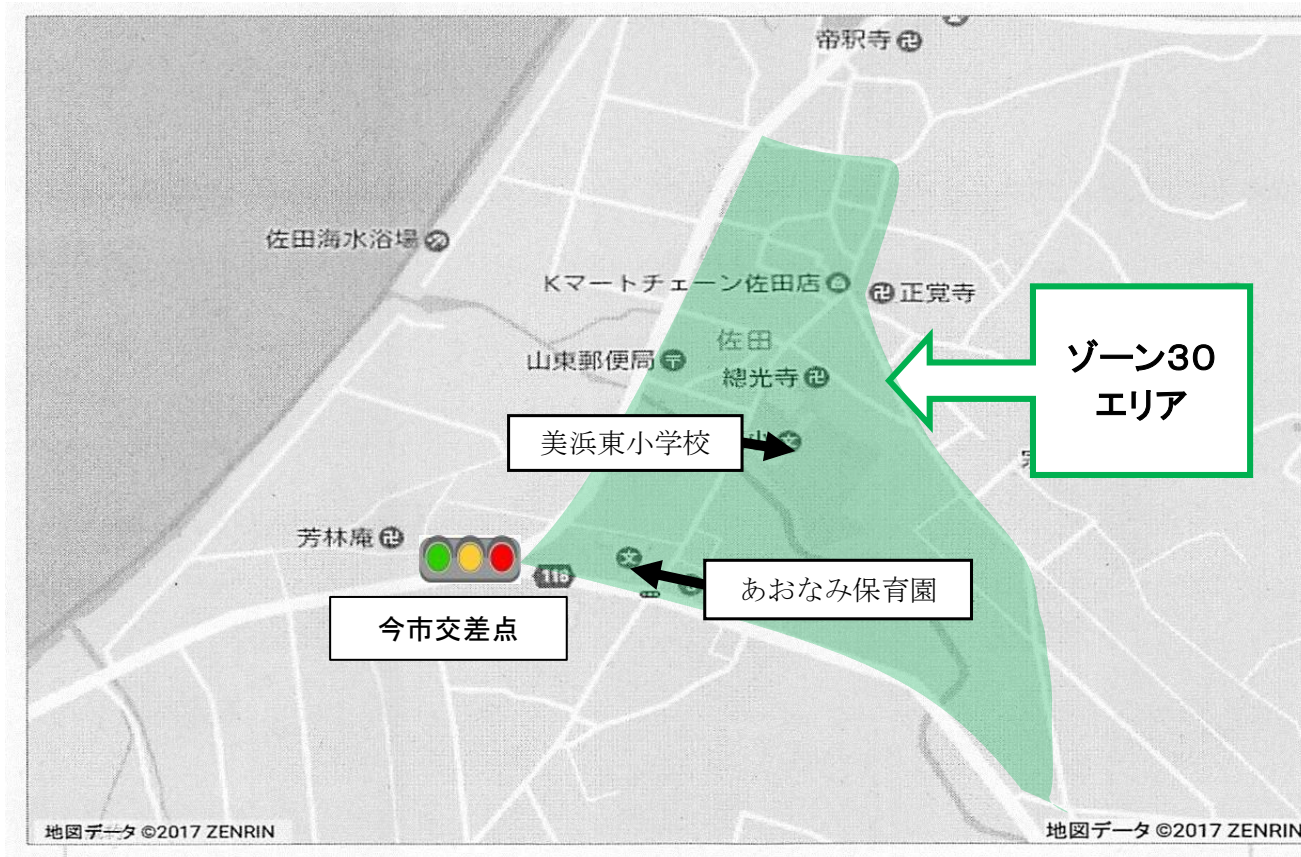 帝釈寺
佐田海水浴場
Kマートチェーン佐田店
正覚寺
ゾーン30
エリア
佐田
山東郵便局
總光寺
美浜東小学校
芳林庵
あおなみ保育園
今市交差点
地図データ ©2017 ZENRIN
地図データ ©2017 ZENRIN